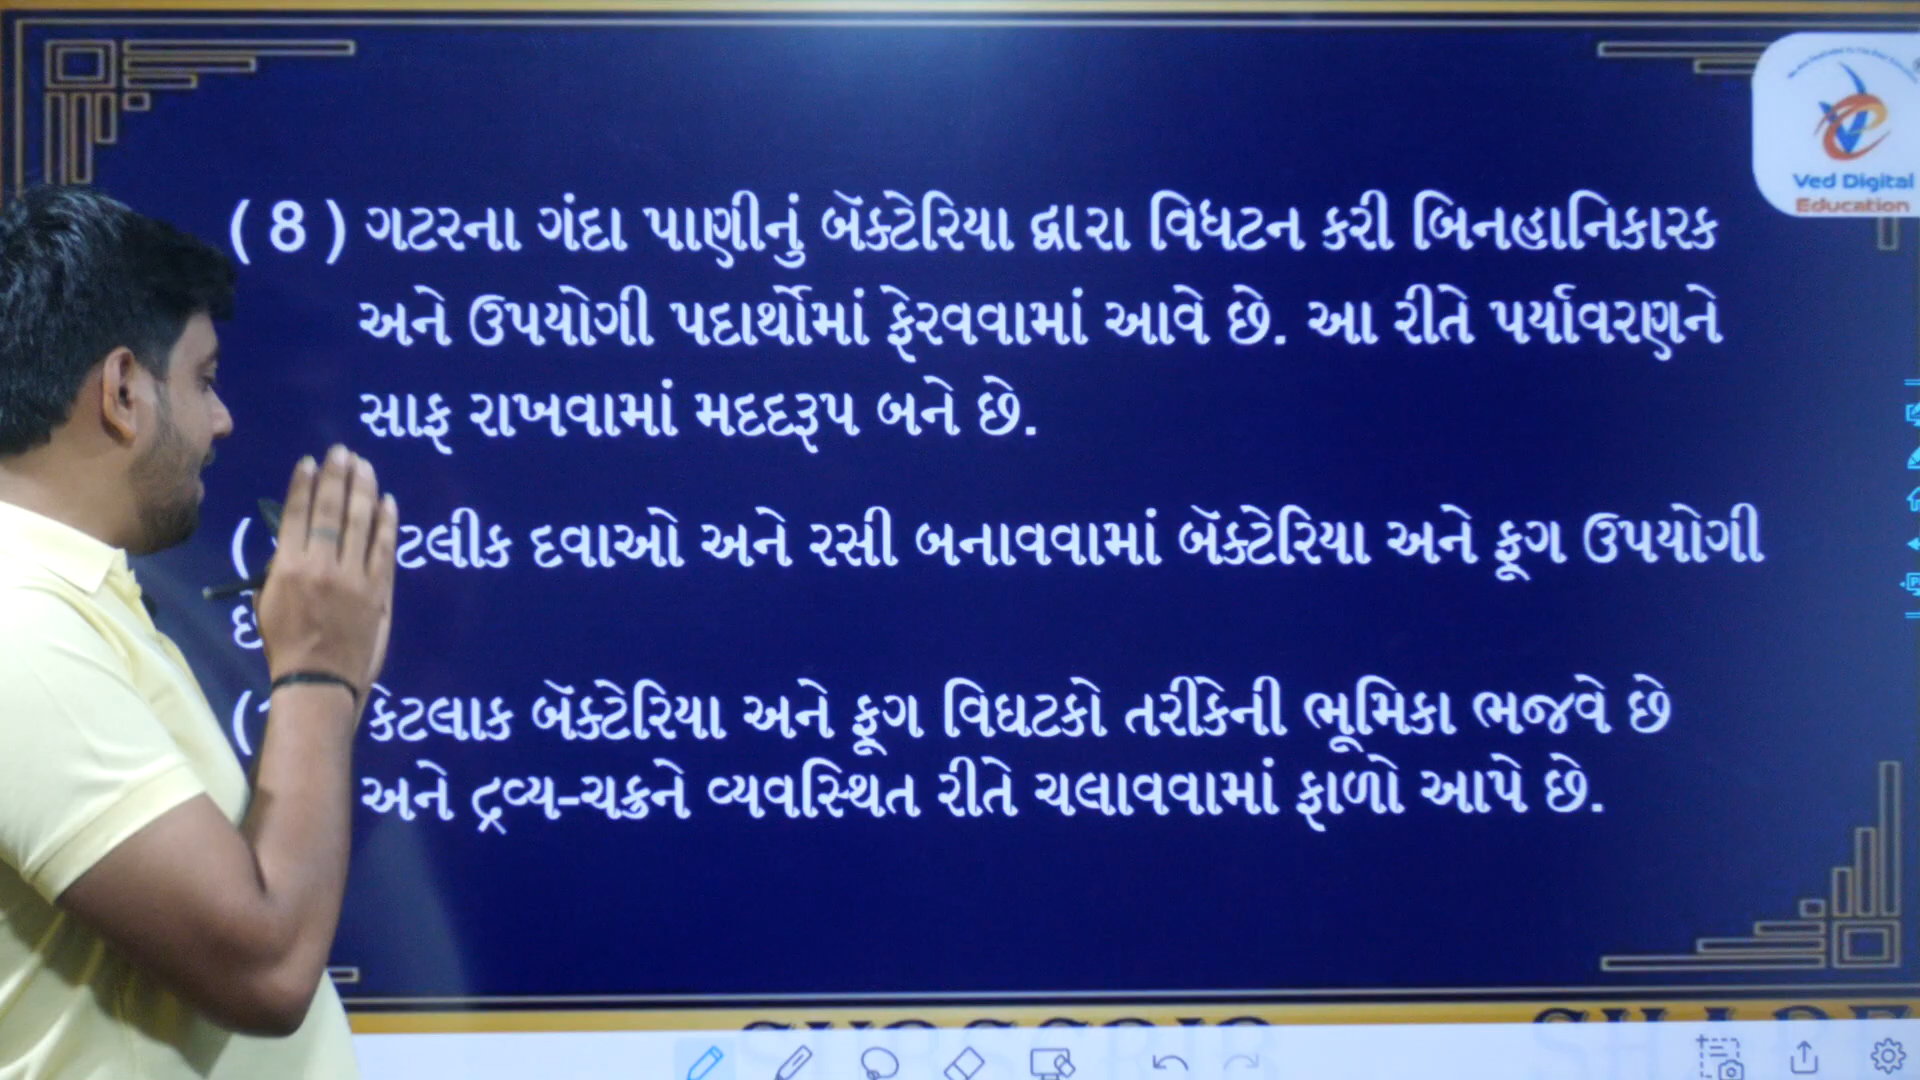 ( 8 ) ગટરના ગંદા પાણીનું બૅક્ટેરિયા દ્વારા વિઘટન કરી બિનહાનિકારક
અને ઉપયોગી પદાર્થોમાં ફેરવવામાં આવે છે. આ રીતે પર્યાવરણને
સાફ રાખવામાં મદદરૂપ બને છે.
દવાઓ અને રસી બનાવવામાં બૅક્ટેરિયા અને ફૂગ ઉપયોગી
કેટલાક બૅક્ટેરિયા અને ફૂગ વિઘટકો તરીકેની ભૂમિકા ભજવે છે
અને દ્રવ્ય-ચક્રને વ્યવસ્થિત રીતે ચલાવવામાં ફાળો આપે છે.
Ved Digital
Education